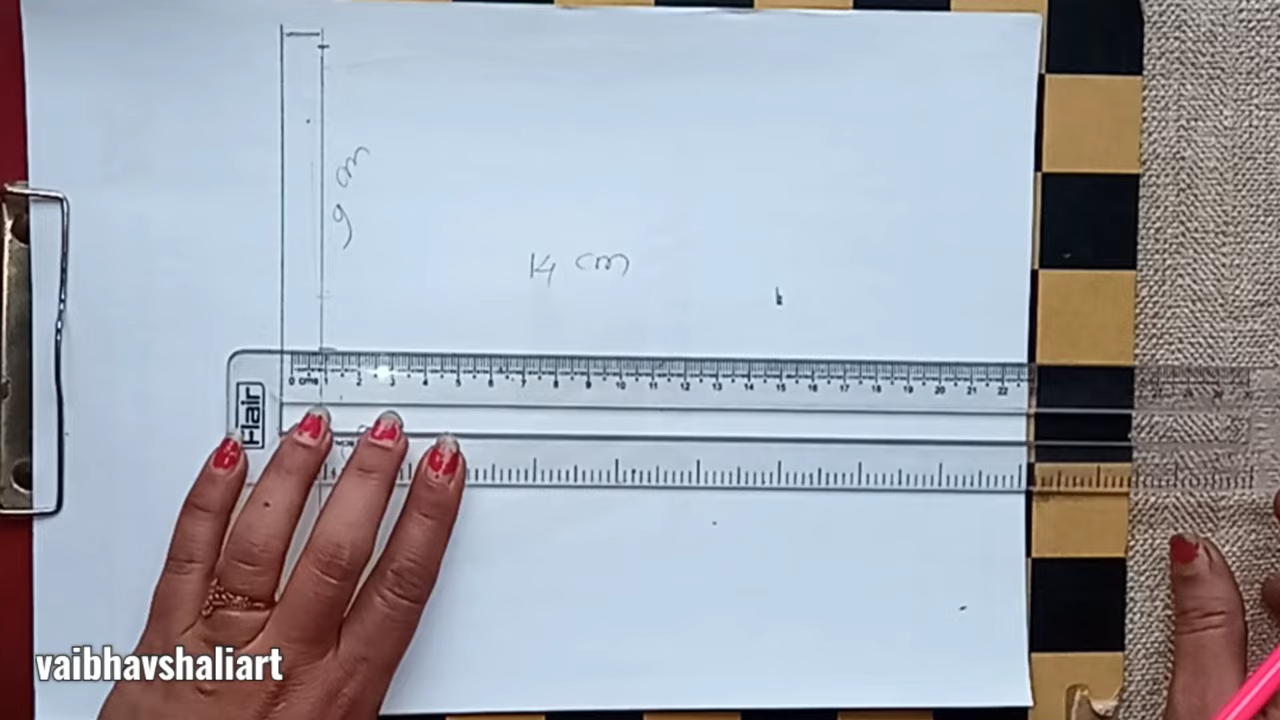 9 cm
14 cm
Flair
0 cms 1 2 3 4 5 6 7 8 9 10 11 12 13 14 15 16 17 18 19 20 21 22
vaibhavshaliart